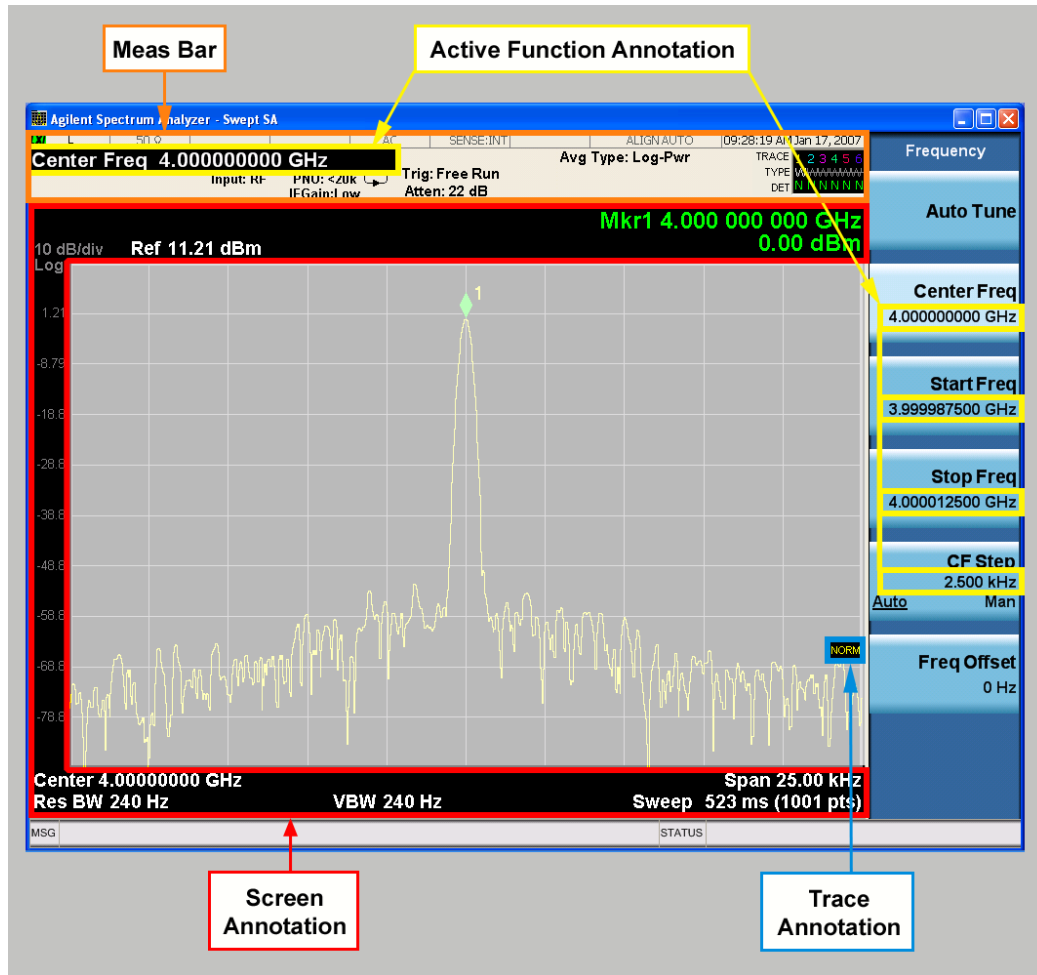 Meas Bar
Active Function Annotation
Agilent Spectrum Analyzer - Swept SA
L 50 Ω AC SENSE:INT ALIGN AUTO 09:28:19 AM Jan 17, 2007
Center Freq 4.000000000 GHz
Input: RF
PNO: <20k
IFGain:Low
Trig: Free Run
Atten: 22 dB
Avg Type: Log-Pwr
TRACE 1 2 3 4 5 6
TYPE
DET N N N N N N
Mkr1 4.000 000 000 GHz
0.00 dBm
10 dB/div Ref 11.21 dBm
Log
1
1.21
-8.79
-18.8
-28.8
-38.8
-48.8
-58.8
-68.8
-78.8
NORM
Center 4.00000000 GHz Span 25.00 kHz
Res BW 240 Hz VBW 240 Hz Sweep 523 ms (1001 pts)
MSG STATUS
Frequency
Auto Tune
Center Freq
4.000000000 GHz
Start Freq
3.999987500 GHz
Stop Freq
4.000012500 GHz
CF Step
2.500 kHz
Auto Man
Freq Offset
0 Hz
Screen
Annotation
Trace
Annotation